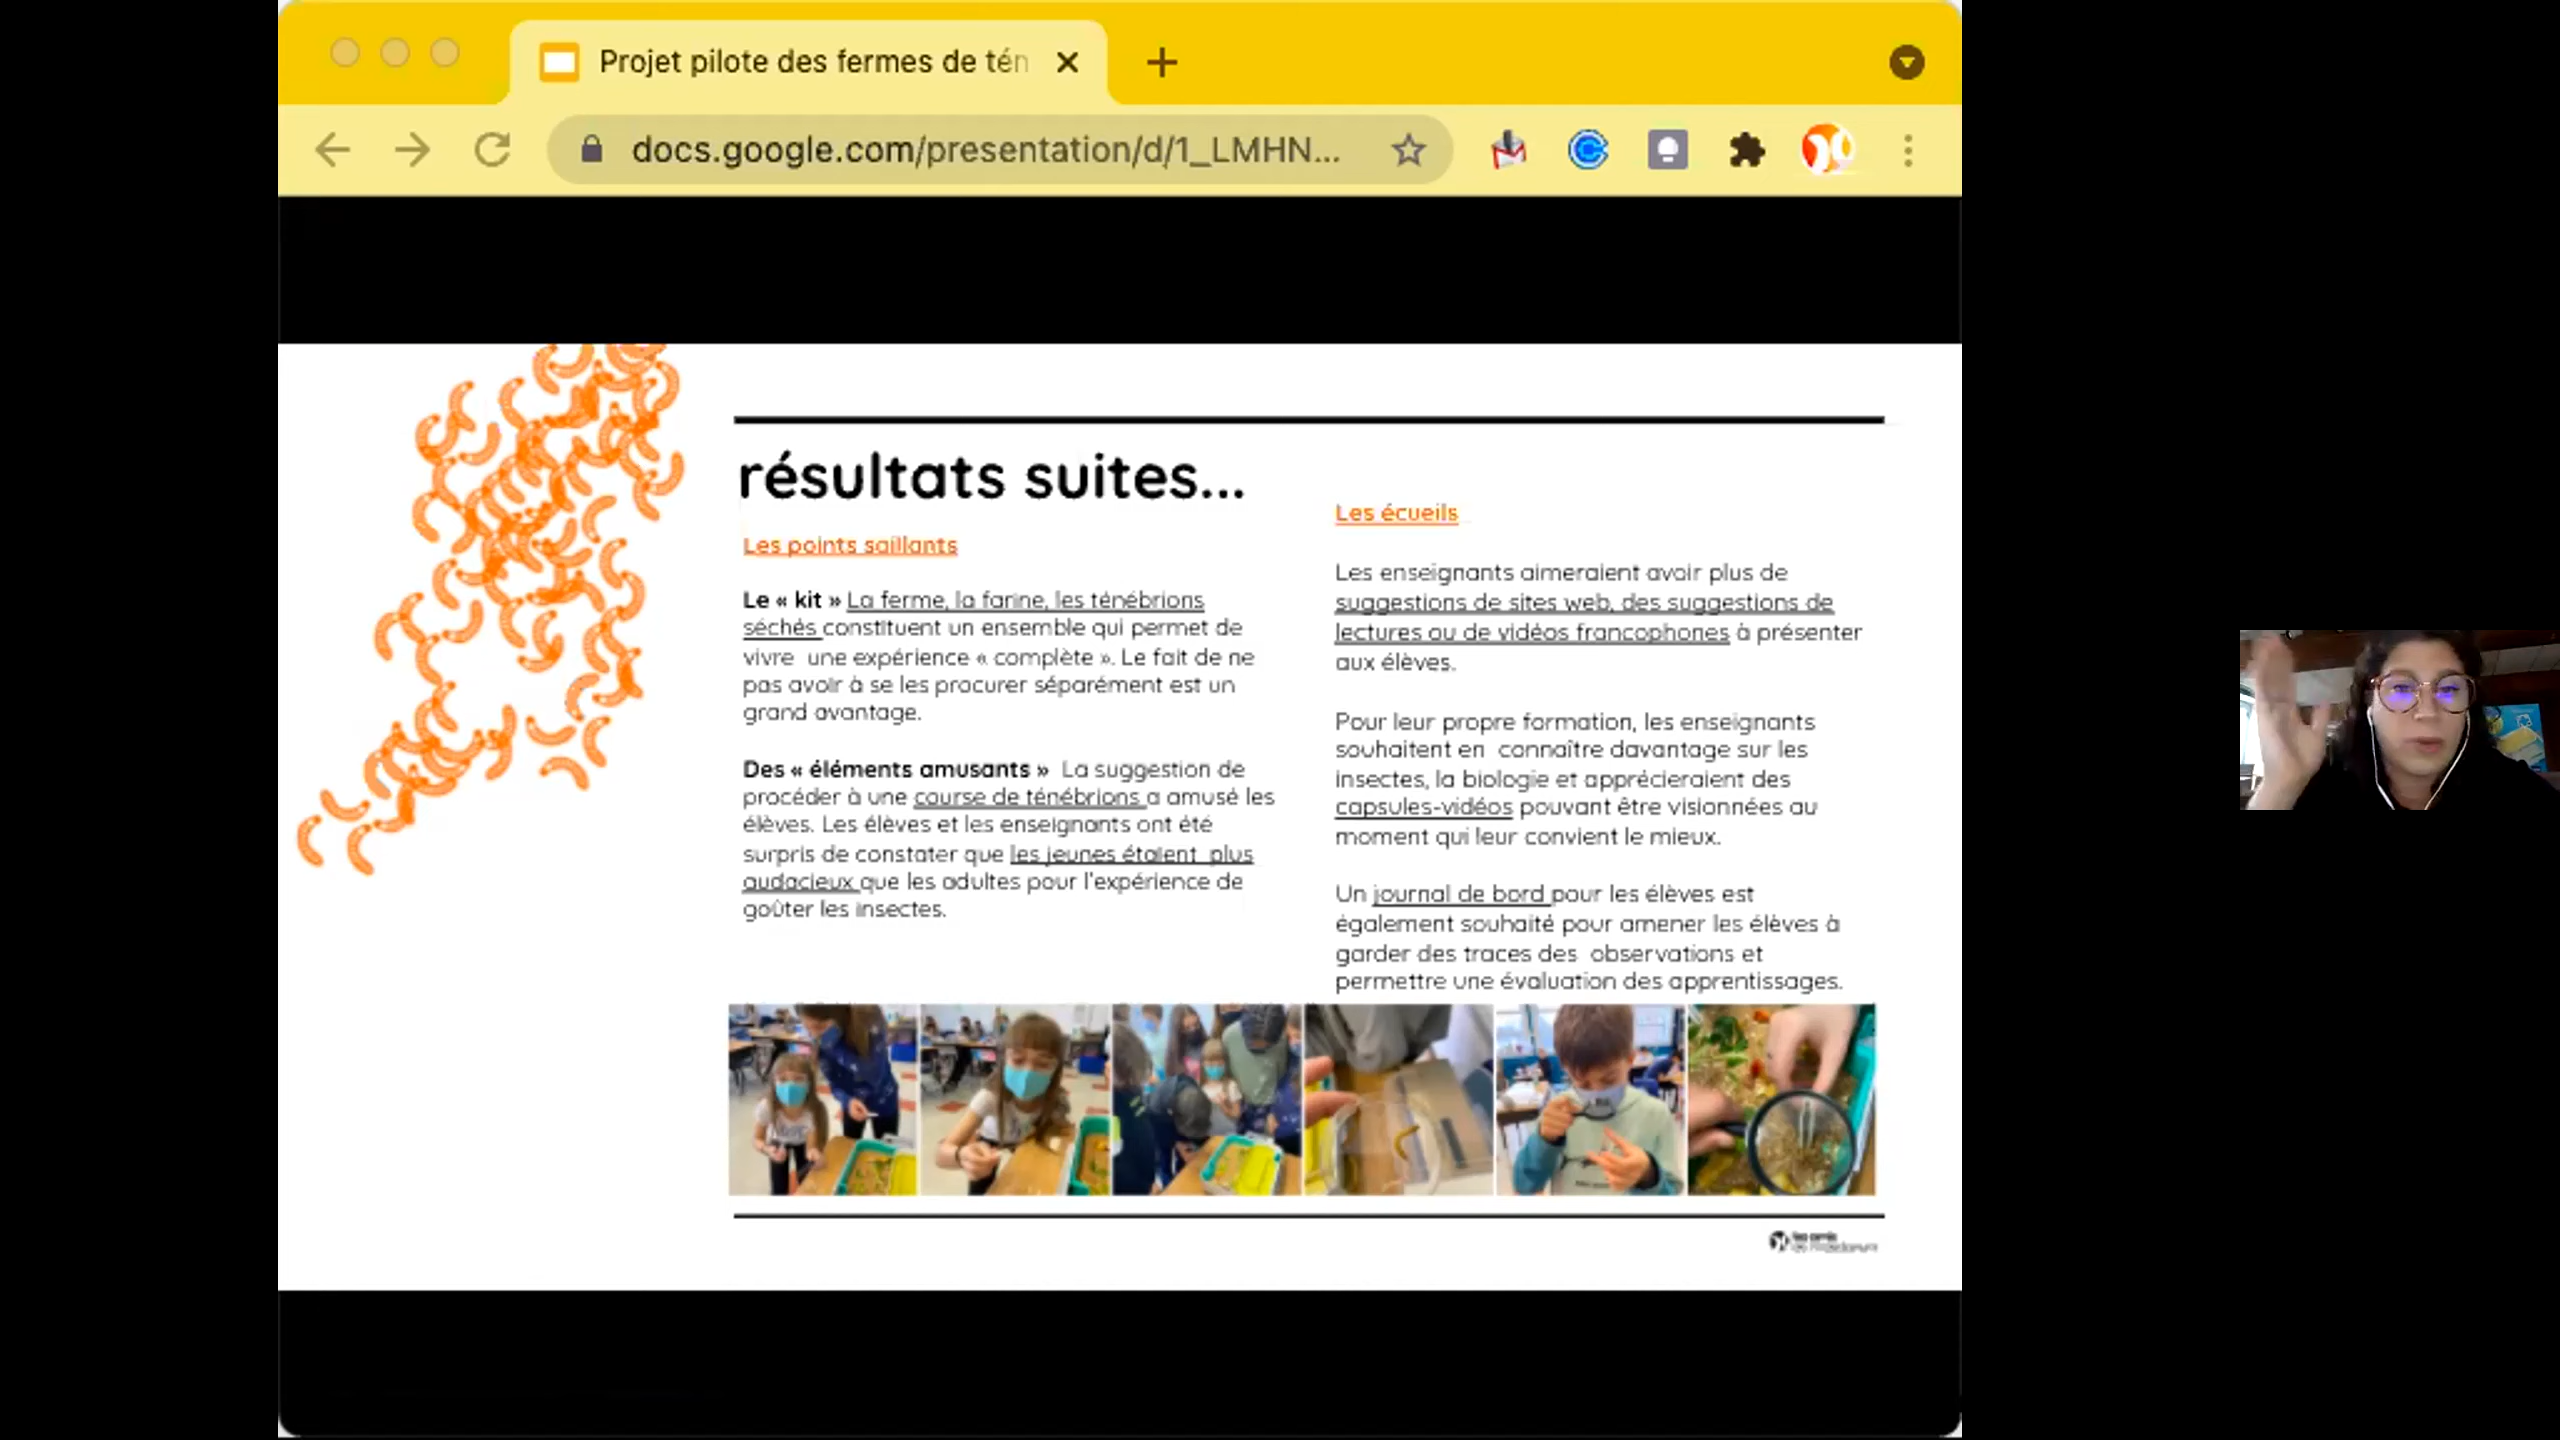 Projet pilote des fermes de tén
docs.google.com/presentation/d/1_LMHN...
résultats suites...
Les points saillants
Le « kit » La ferme, la farine, les ténébrions
séchés constituent un ensemble qui permet de
vivre une expérience « complète ». Le fait de ne
pas avoir à se les procurer séparément est un
grand avantage.
Des « éléments amusants » La suggestion de
procéder à une course de ténébrions a amusé les
élèves. Les élèves et les enseignants ont été
surpris de constater que les jeunes étaient plus
audacieux que les adultes pour l'expérience de
goûter les insectes.
Les écueils
Les enseignants aimeraient avoir plus de
suggestions de sites web, des suggestions de
lectures ou de vidéos francophones à présenter
aux élèves.
Pour leur propre formation, les enseignants
souhaitent en connaître davantage sur les
insectes, la biologie et apprécieraient des
capsules-vidéos pouvant être visionnées au
moment qui leur convient le mieux.
Un journal de bord pour les élèves est
également souhaité pour amener les élèves à
garder des traces des observations et
permettre une évaluation des apprentissages.